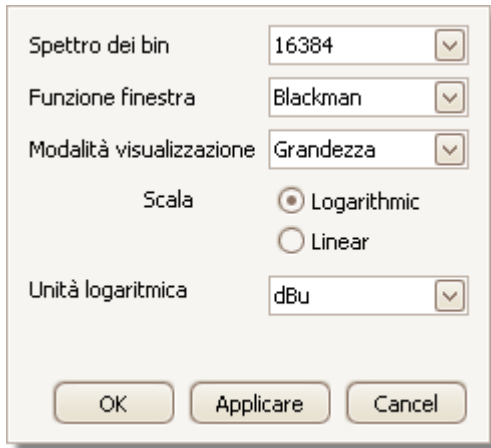 Spettro dei bin 16384
Funzione finestra Blackman
Modalità visualizzazione Grandezza
Scala Logarithmic
Linear
Unità logaritmica dBu
OK Applicare Cancel